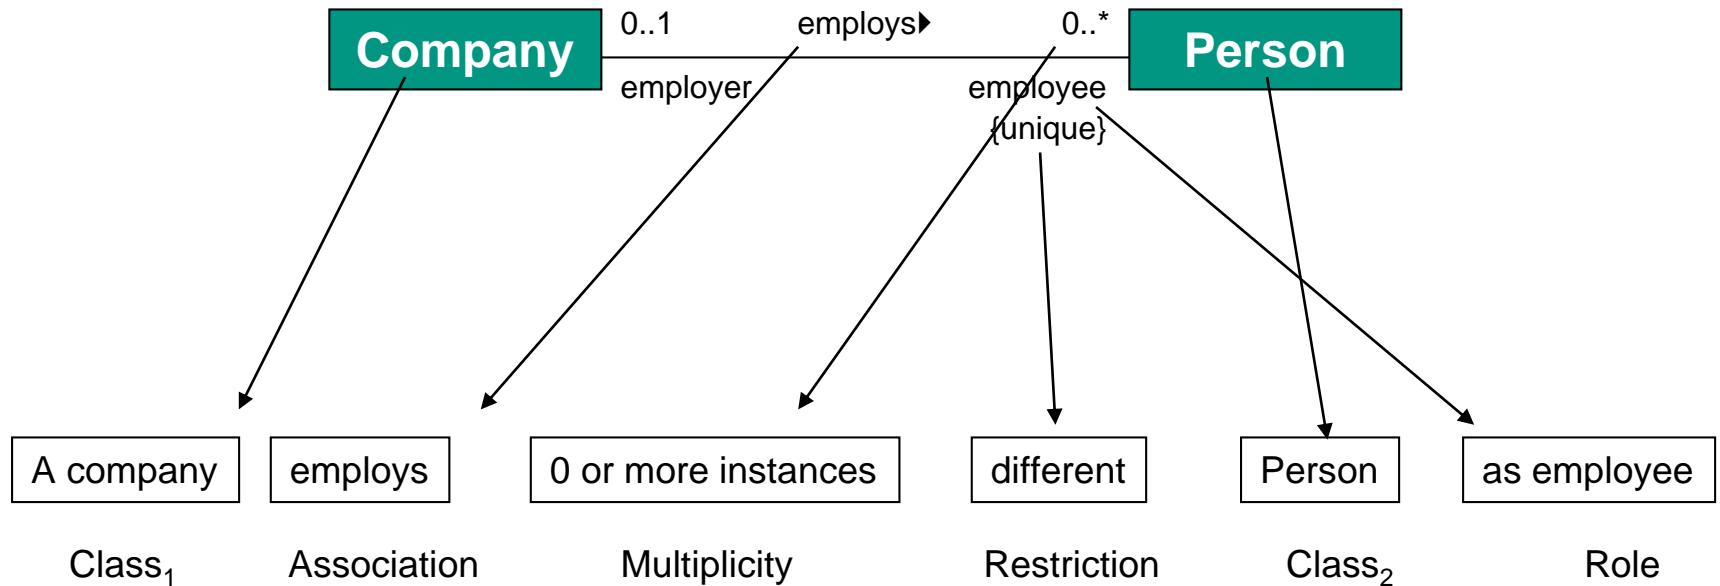 Company 0..1 employs▶ 0..* Person
employer employee
{unique}
A company employs 0 or more instances different Person as employee
Class₁ Association Multiplicity Restriction Class₂ Role